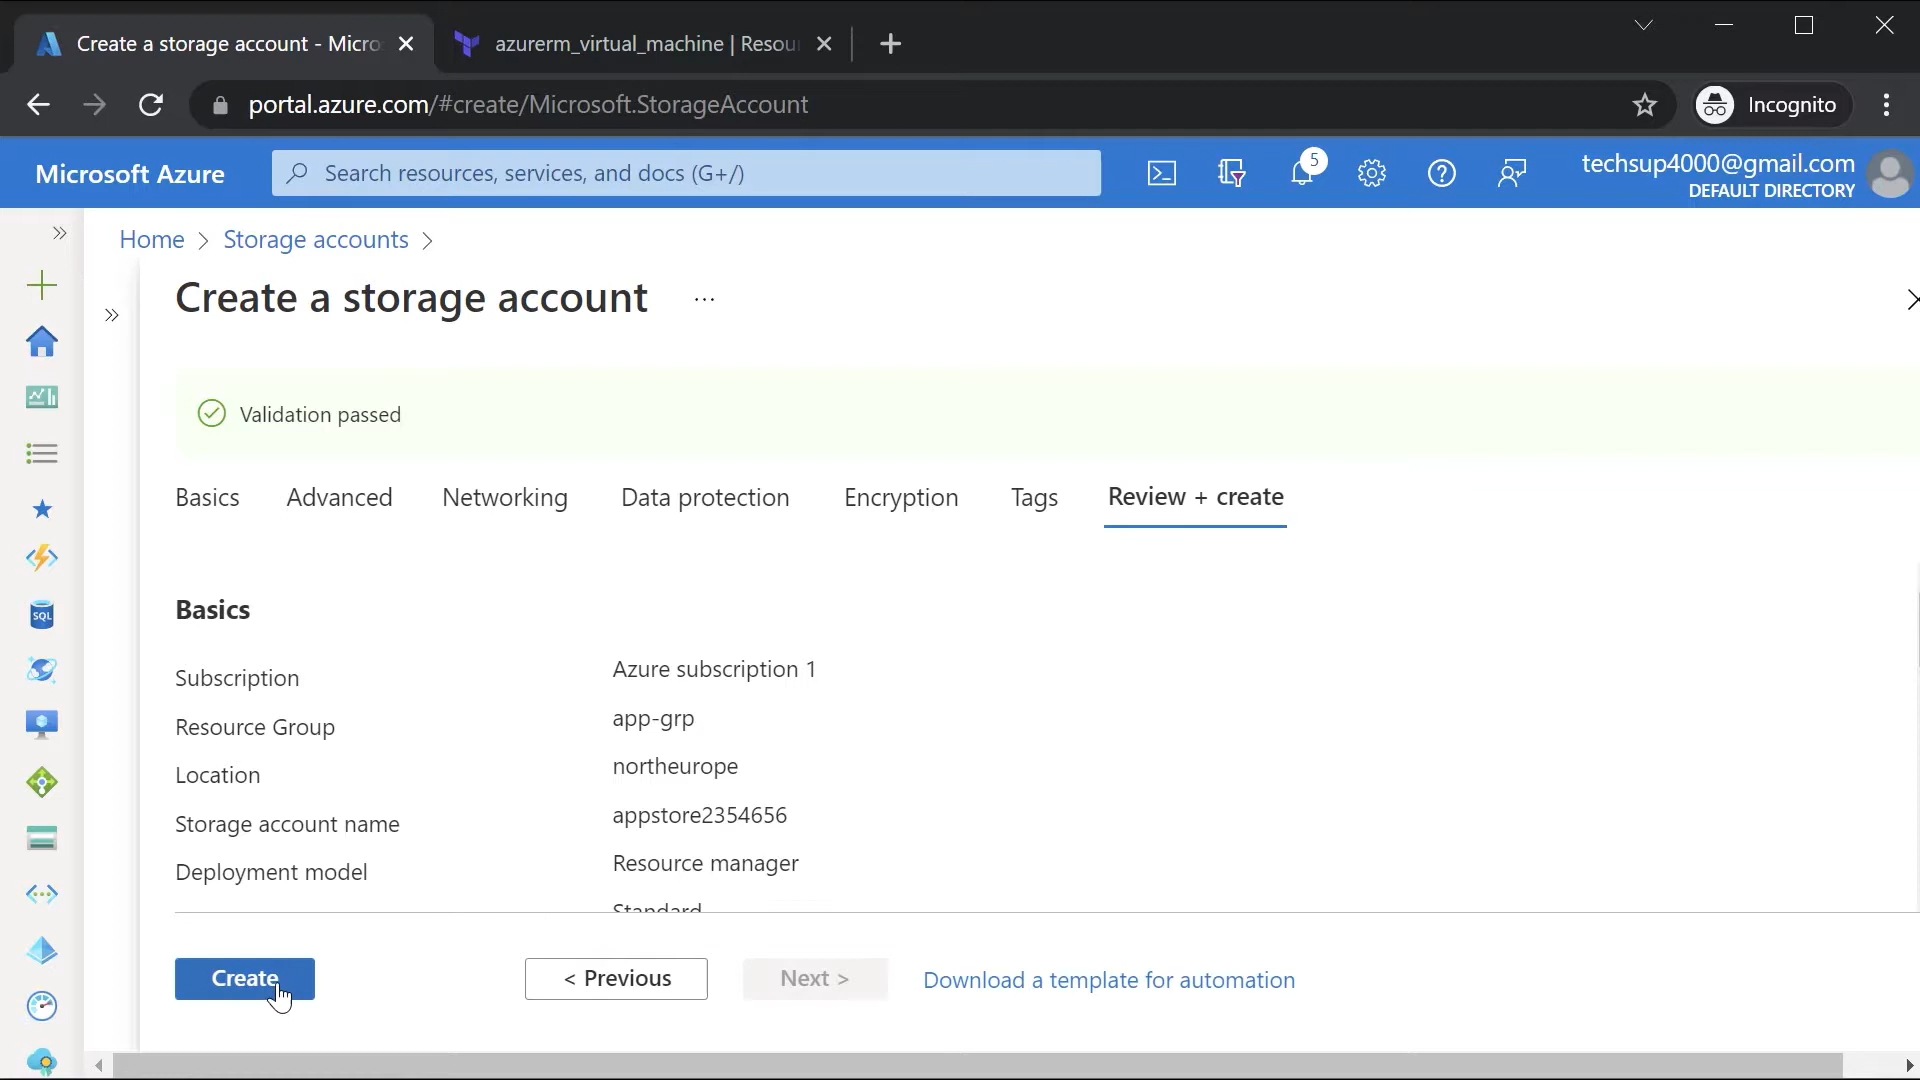 Create a storage account - Micro
azurerm_virtual_machine | Resou
portal.azure.com/#create/Microsoft.StorageAccount
Incognito
Microsoft Azure
Search resources, services, and docs (G+/)
5
techsup4000@gmail.com
DEFAULT DIRECTORY
Home > Storage accounts >
Create a storage account ...
Validation passed
Basics Advanced Networking Data protection Encryption Tags Review + create
Basics
Subscription Azure subscription 1
Resource Group app-grp
Location northeurope
Storage account name appstore2354656
Deployment model Resource manager
Standard
SQL
Create < Previous Next > Download a template for automation